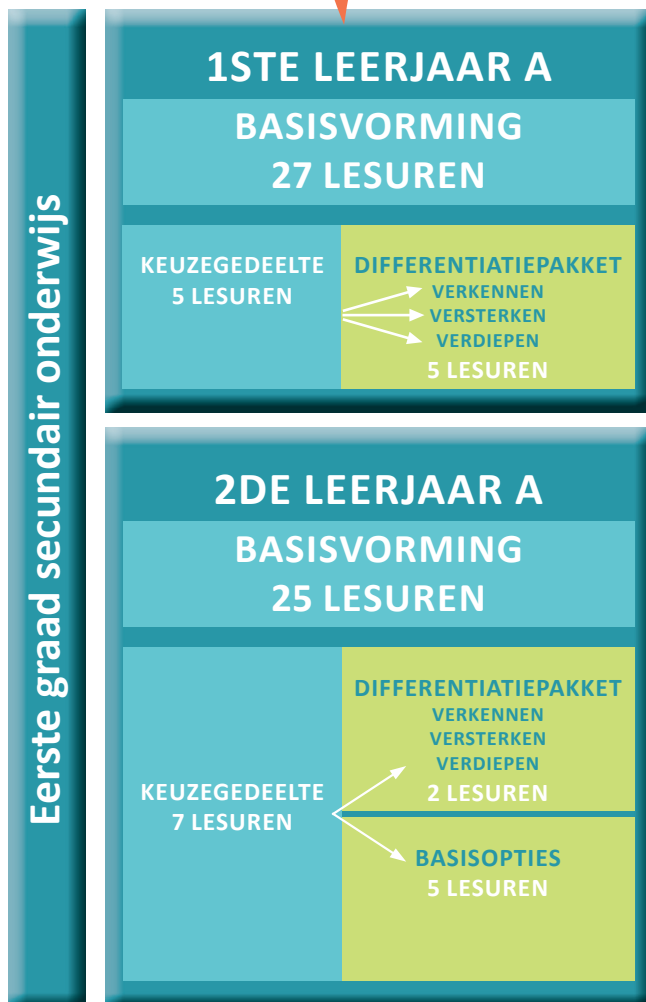 Eerste graad secundair onderwijs
1STE LEERJAAR A
BASISVORMING
27 LESUREN
KEUZEGEDEELTE
5 LESUREN
DIFFERENTIATIEPAKKET
VERKENNEN
VERSTERKEN
VERDIEPEN
5 LESUREN
2DE LEERJAAR A
BASISVORMING
25 LESUREN
KEUZEGEDEELTE
7 LESUREN
DIFFERENTIATIEPAKKET
VERKENNEN
VERSTERKEN
VERDIEPEN
2 LESUREN
BASISOPTIES
5 LESUREN